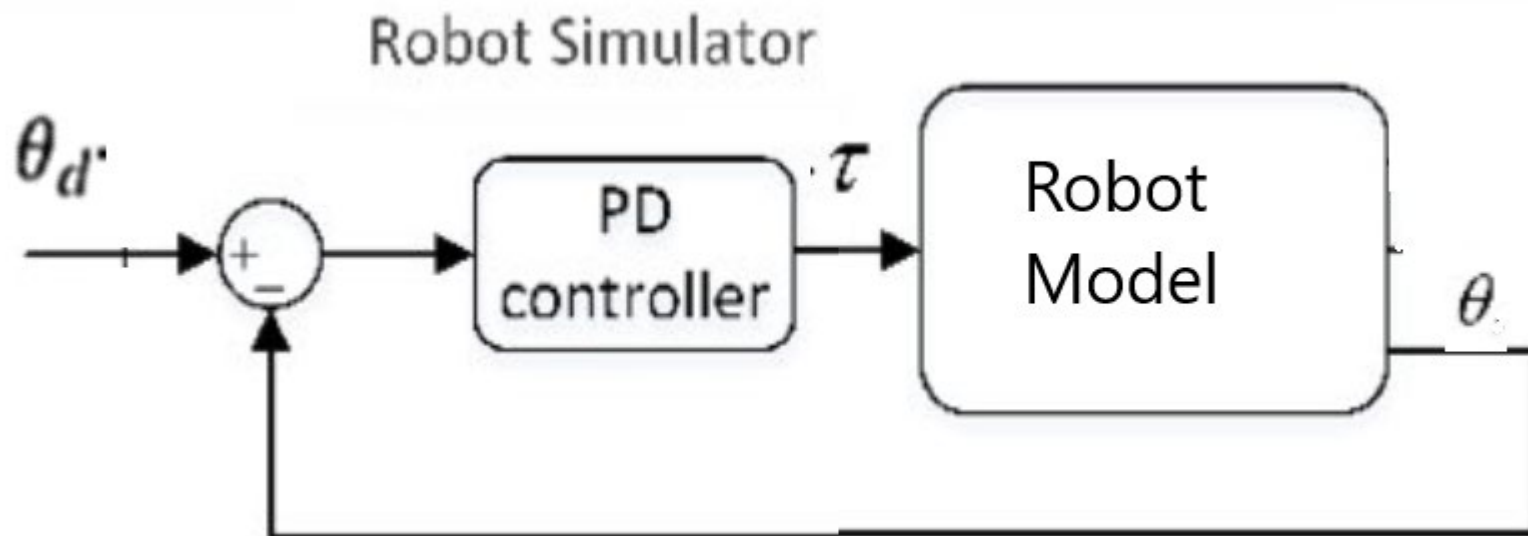 Robot Simulator
θd
+
−
PD
controller
τ
Robot
Model
θ